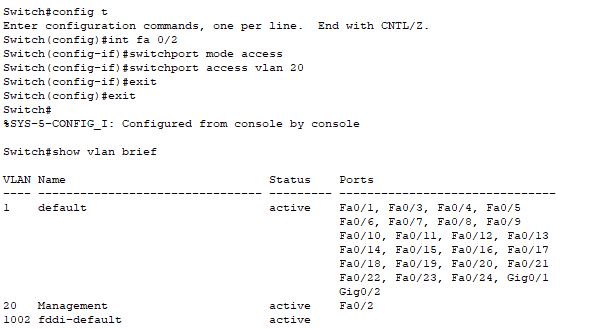 Switch#config t
Enter configuration commands, one per line.  End with CNTL/Z.
Switch(config)#int fa 0/2
Switch(config-if)#switchport mode access
Switch(config-if)#switchport access vlan 20
Switch(config-if)#exit
Switch(config)#exit
Switch#
%SYS-5-CONFIG_I: Configured from console by console

Switch#show vlan brief

VLAN Name                             Status    Ports
---- -------------------------------- --------- -------------------------------
1    default                          active    Fa0/1, Fa0/3, Fa0/4, Fa0/5
                                                Fa0/6, Fa0/7, Fa0/8, Fa0/9
                                                Fa0/10, Fa0/11, Fa0/12, Fa0/13
                                                Fa0/14, Fa0/15, Fa0/16, Fa0/17
                                                Fa0/18, Fa0/19, Fa0/20, Fa0/21
                                                Fa0/22, Fa0/23, Fa0/24, Gig0/1
                                                Gig0/2
20   Management                       active    Fa0/2
1002 fddi-default                     active